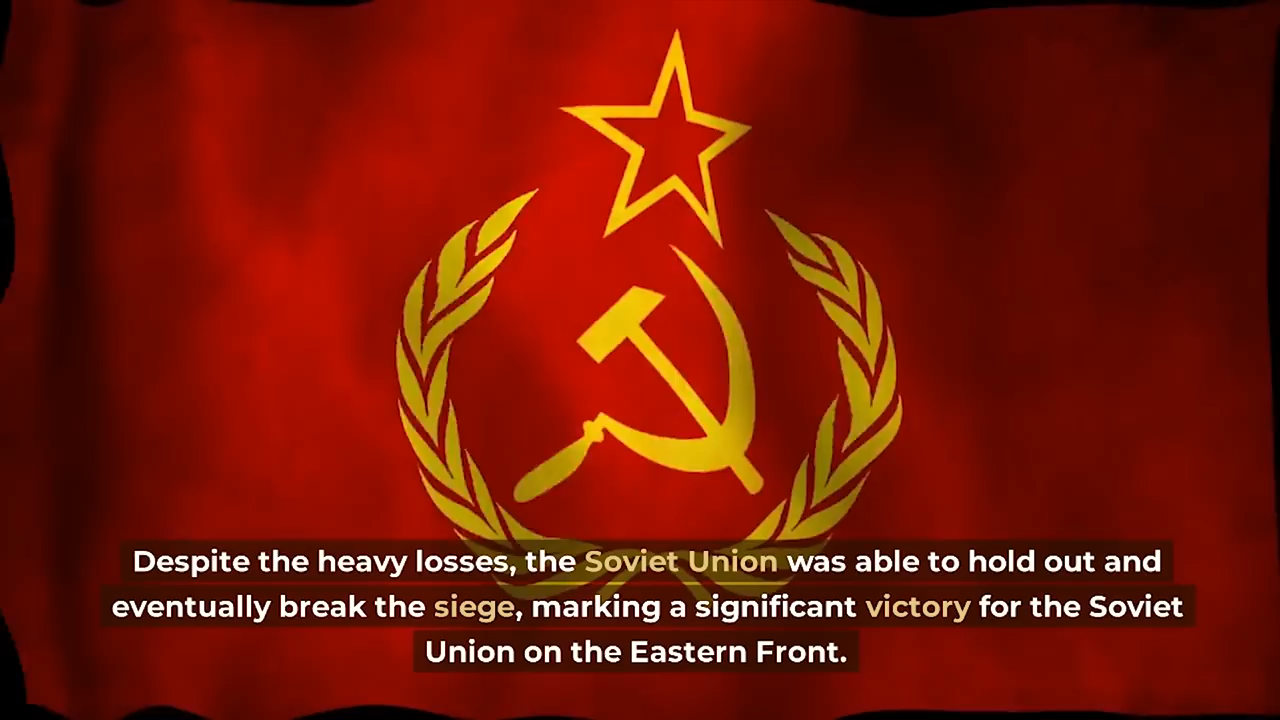 Despite the heavy losses, the Soviet Union was able to hold out and
eventually break the siege, marking a significant victory for the Soviet
Union on the Eastern Front.